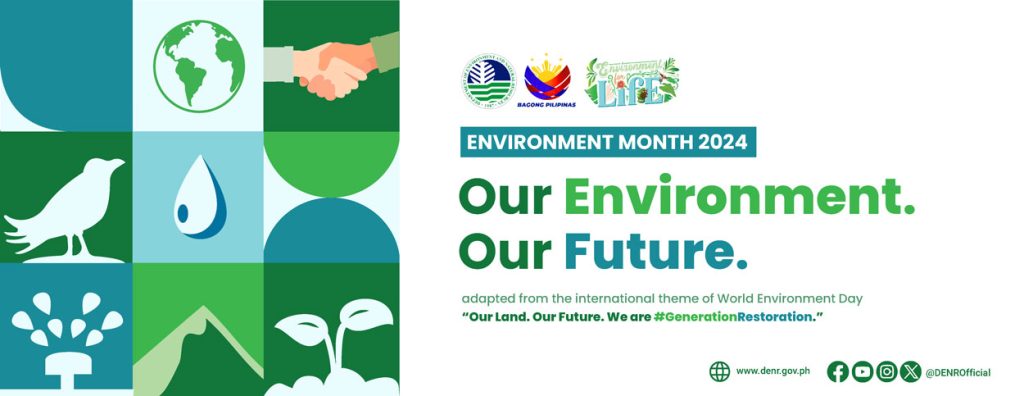 BAGONG PILIPINAS
Environment
for
LiFE
ENVIRONMENT MONTH 2024
Our Environment.
Our Future.
adapted from the international theme of World Environment Day
“Our Land. Our Future. We are #GenerationRestoration.”
www.denr.gov.ph
@DENROfficial